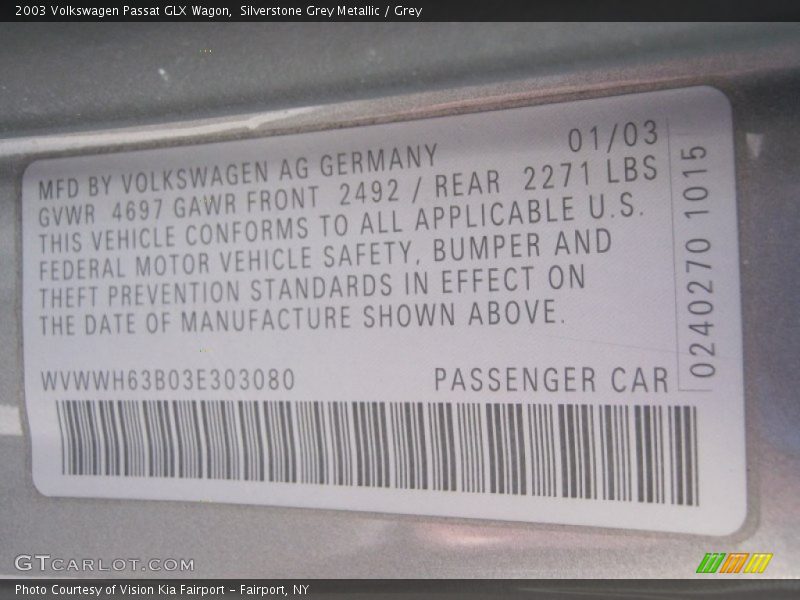 2003 Volkswagen Passat GLX Wagon, Silverstone Grey Metallic / Grey
01/03
MFD BY VOLKSWAGEN AG GERMANY
GVWR 4697 GAWR FRONT 2492 / REAR 2271 LBS
THIS VEHICLE CONFORMS TO ALL APPLICABLE U.S.
FEDERAL MOTOR VEHICLE SAFETY, BUMPER AND
THEFT PREVENTION STANDARDS IN EFFECT ON
THE DATE OF MANUFACTURE SHOWN ABOVE.
0240270 1015
WVWWH63B03E303080 PASSENGER CAR
GTCARLOT.COM
Photo Courtesy of Vision Kia Fairport - Fairport, NY